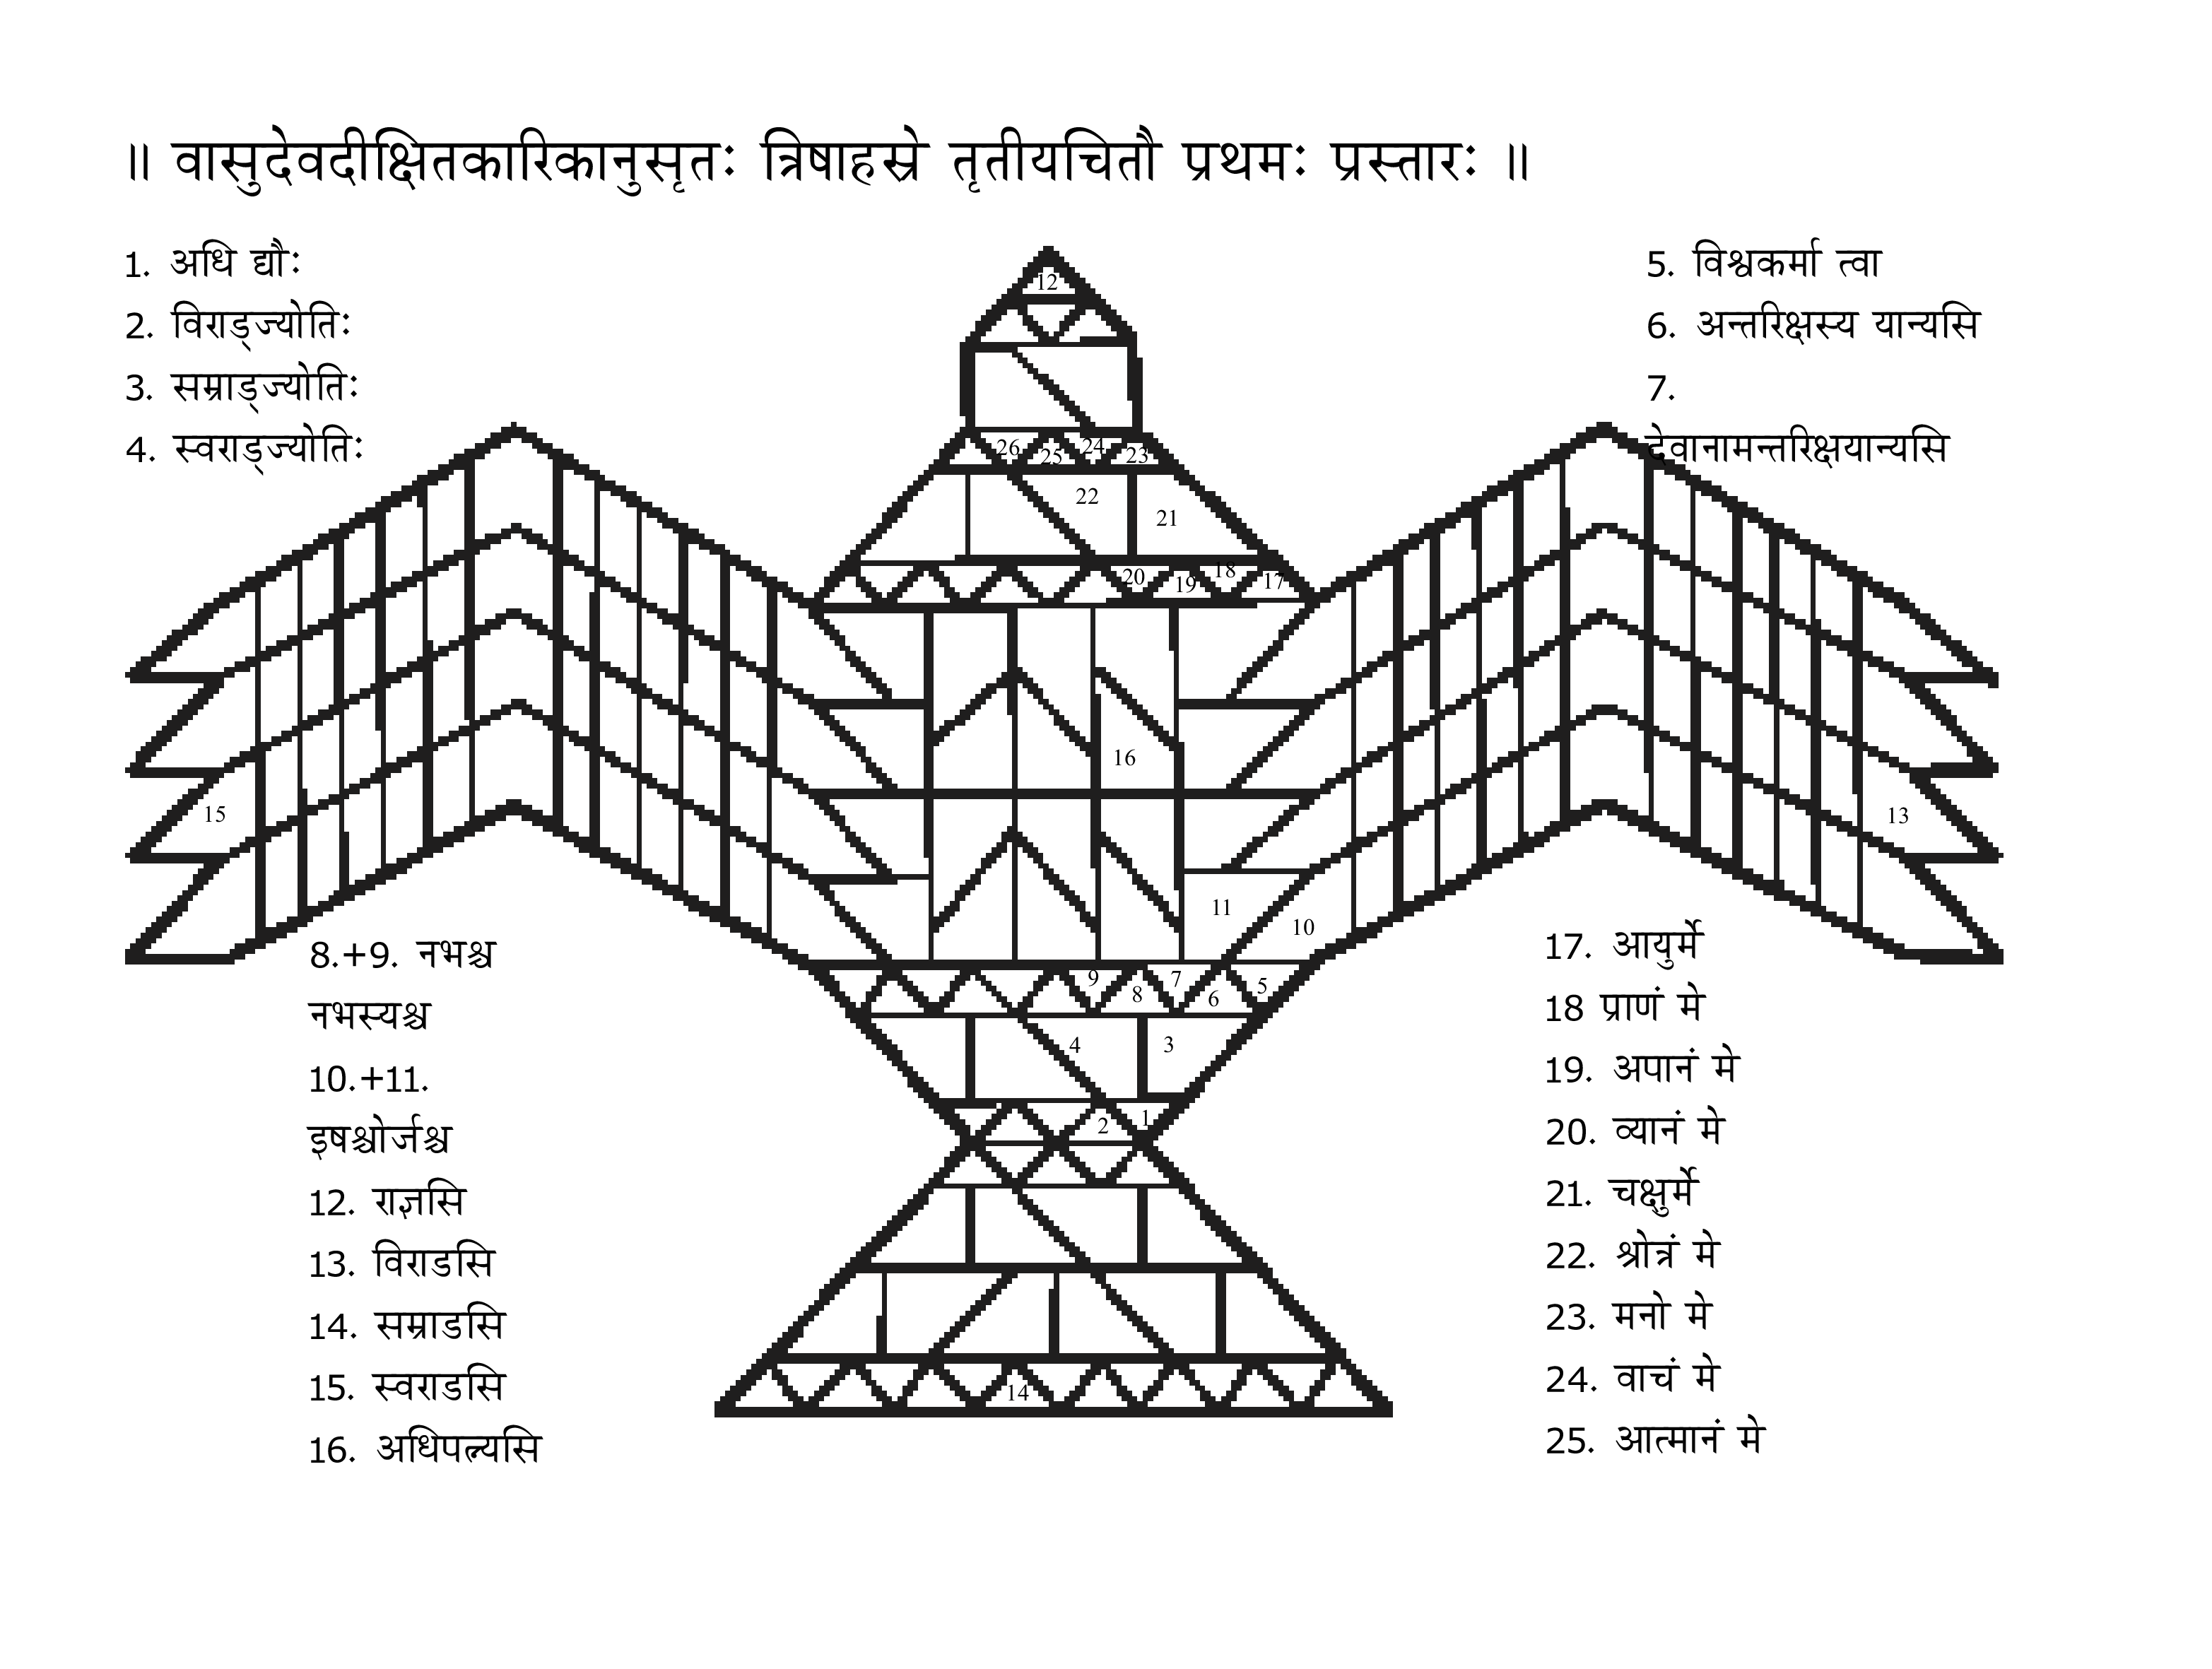 ॥ वासुदेवदीक्षितकारिकानुसृतः त्रिषाहस्रे तृतीयचितौ प्रथमः प्रस्तारः ॥
1. अधि द्यौः
2. विराड्ज्योतिः
3. सम्राड्ज्योतिः
4. स्वराड्ज्योतिः
5. विश्वकर्मा त्वा
6. अन्तरिक्षस्य यान्यसि
7.
देवानामन्तरिक्षयान्यसि
12
26 25 24 23
22 21
20 19 18 17
16
15
13
11 10
9 8 7 6 5
4 3
2 1
14
8.+9. नभश्च
नभस्यश्च
10.+11.
इषश्चोर्जश्च
12. राज्ञसि
13. विराडसि
14. सम्राडसि
15. स्वराडसि
16. अधिपत्न्यसि
17. आयुर्मे
18 प्राणं मे
19. अपानं मे
20. व्यानं मे
21. चक्षुर्मे
22. श्रोत्रं मे
23. मनो मे
24. वाचं मे
25. आत्मानं मे